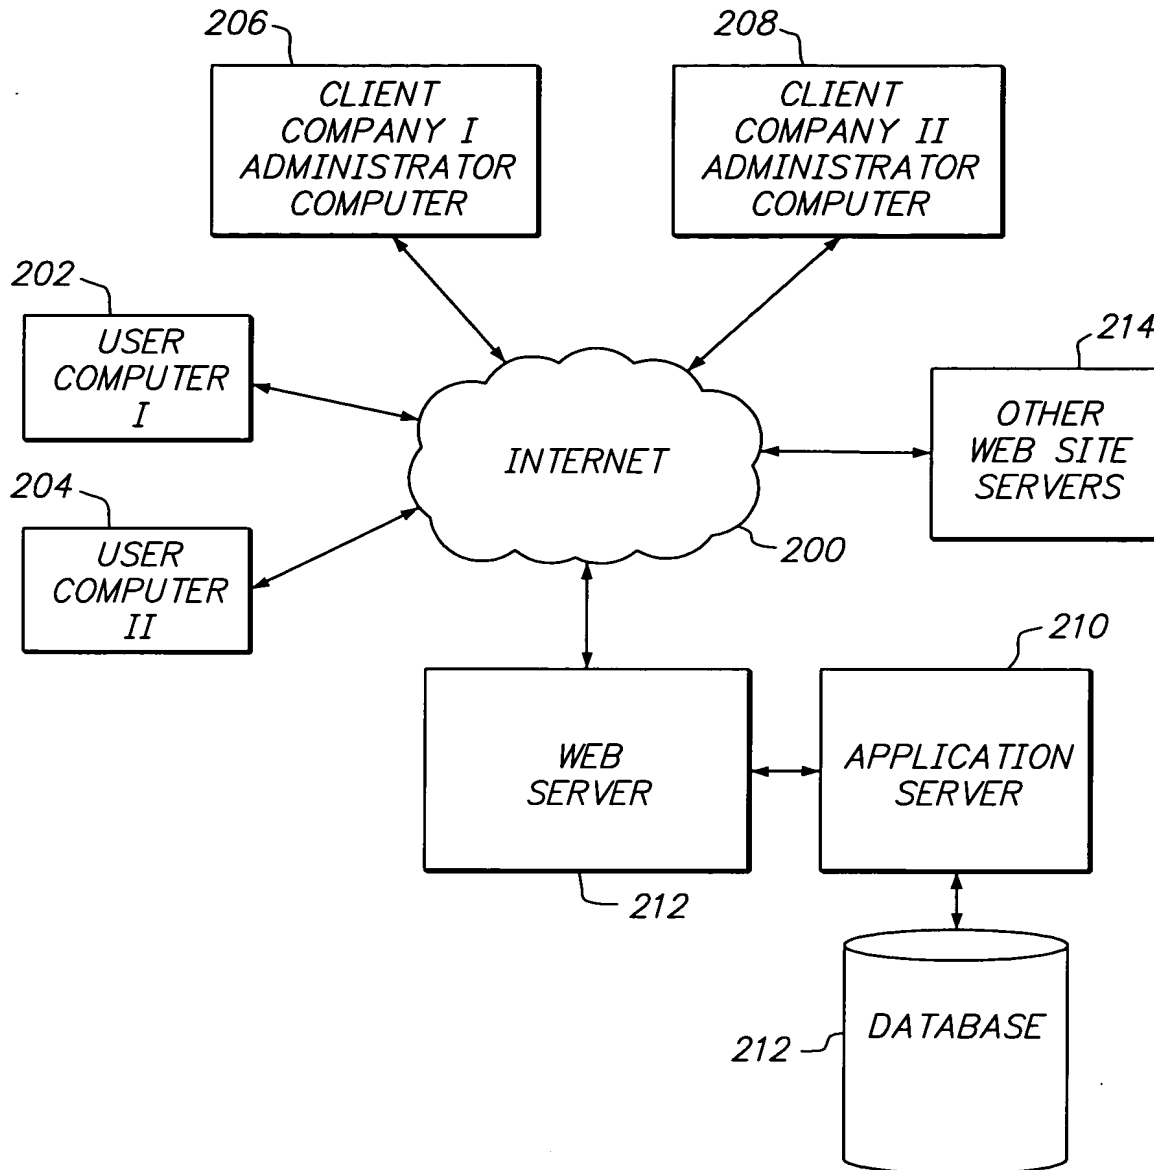 206
CLIENT
COMPANY I
ADMINISTRATOR
COMPUTER
208
CLIENT
COMPANY II
ADMINISTRATOR
COMPUTER
202
USER
COMPUTER
I
214
OTHER
WEB SITE
SERVERS
INTERNET
200
204
USER
COMPUTER
II
210
WEB
SERVER
212
APPLICATION
SERVER
DATABASE
212